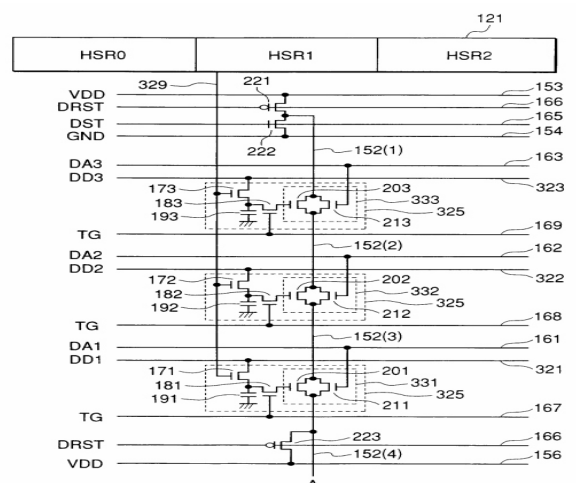 121
HSR0 HSR1 HSR2
329 221
VDD 153
DRST 166
DST 165
GND 154
222 152(1)
DA3 163
DD3 323
173 203 333
183 325
193 213
TG 169
152(2)
DA2 162
DD2 322
172 202 332
182 325
192 212
TG 168
152(3)
DA1 161
DD1 321
171 201 331
181 325
191 211
TG 167
DRST 223 166
VDD 152(4) 156